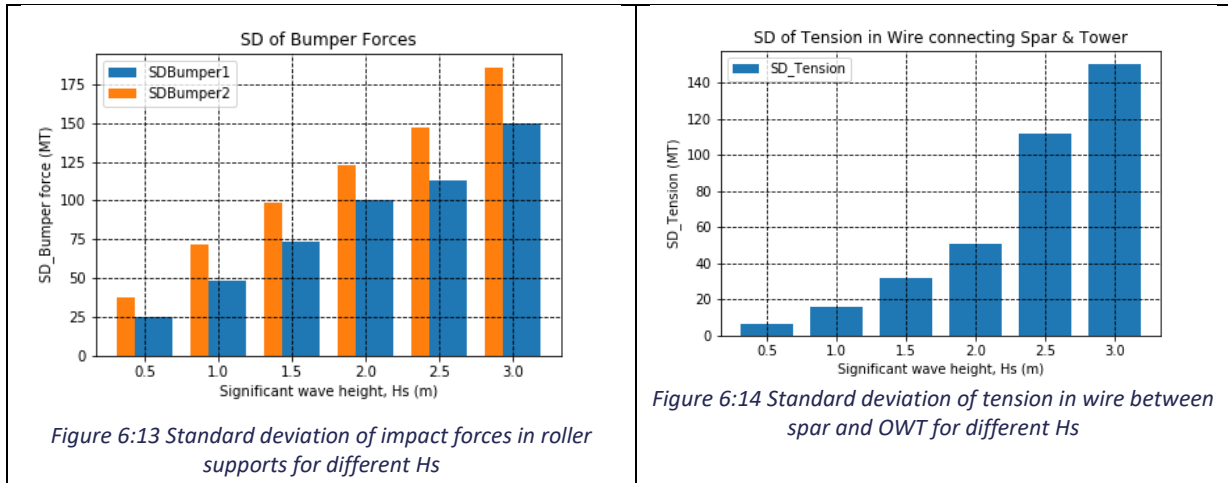 SD of Bumper Forces
SDBumper1
SDBumper2
175
150
125
100
75
50
25
0
SD_Bumper force (MT)
0.5 1.0 1.5 2.0 2.5 3.0
Significant wave height, Hs (m)
Figure 6:13 Standard deviation of impact forces in roller
supports for different Hs
SD of Tension in Wire connecting Spar & Tower
SD_Tension
140
120
100
80
60
40
20
0
SD_Tension (MT)
0.5 1.0 1.5 2.0 2.5 3.0
Significant wave height, Hs (m)
Figure 6:14 Standard deviation of tension in wire between
spar and OWT for different Hs